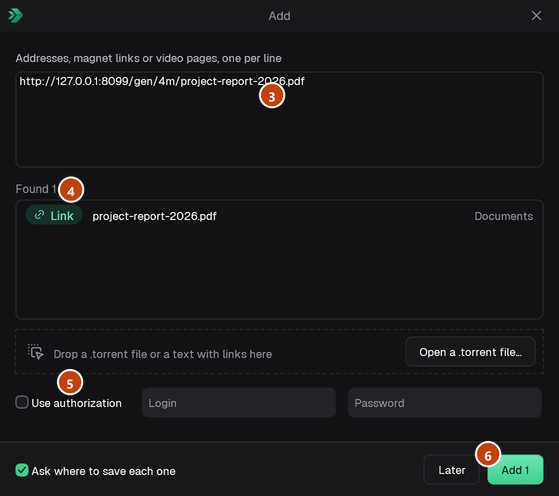 Add
Addresses, magnet links or video pages, one per line
http://127.0.0.1:8099/gen/4m/project-report-2026.pdf
3
Found 1
4
Link project-report-2026.pdf Documents
Drop a .torrent file or a text with links here
Open a .torrent file...
5
Use authorization Login Password
6
Ask where to save each one Later Add 1